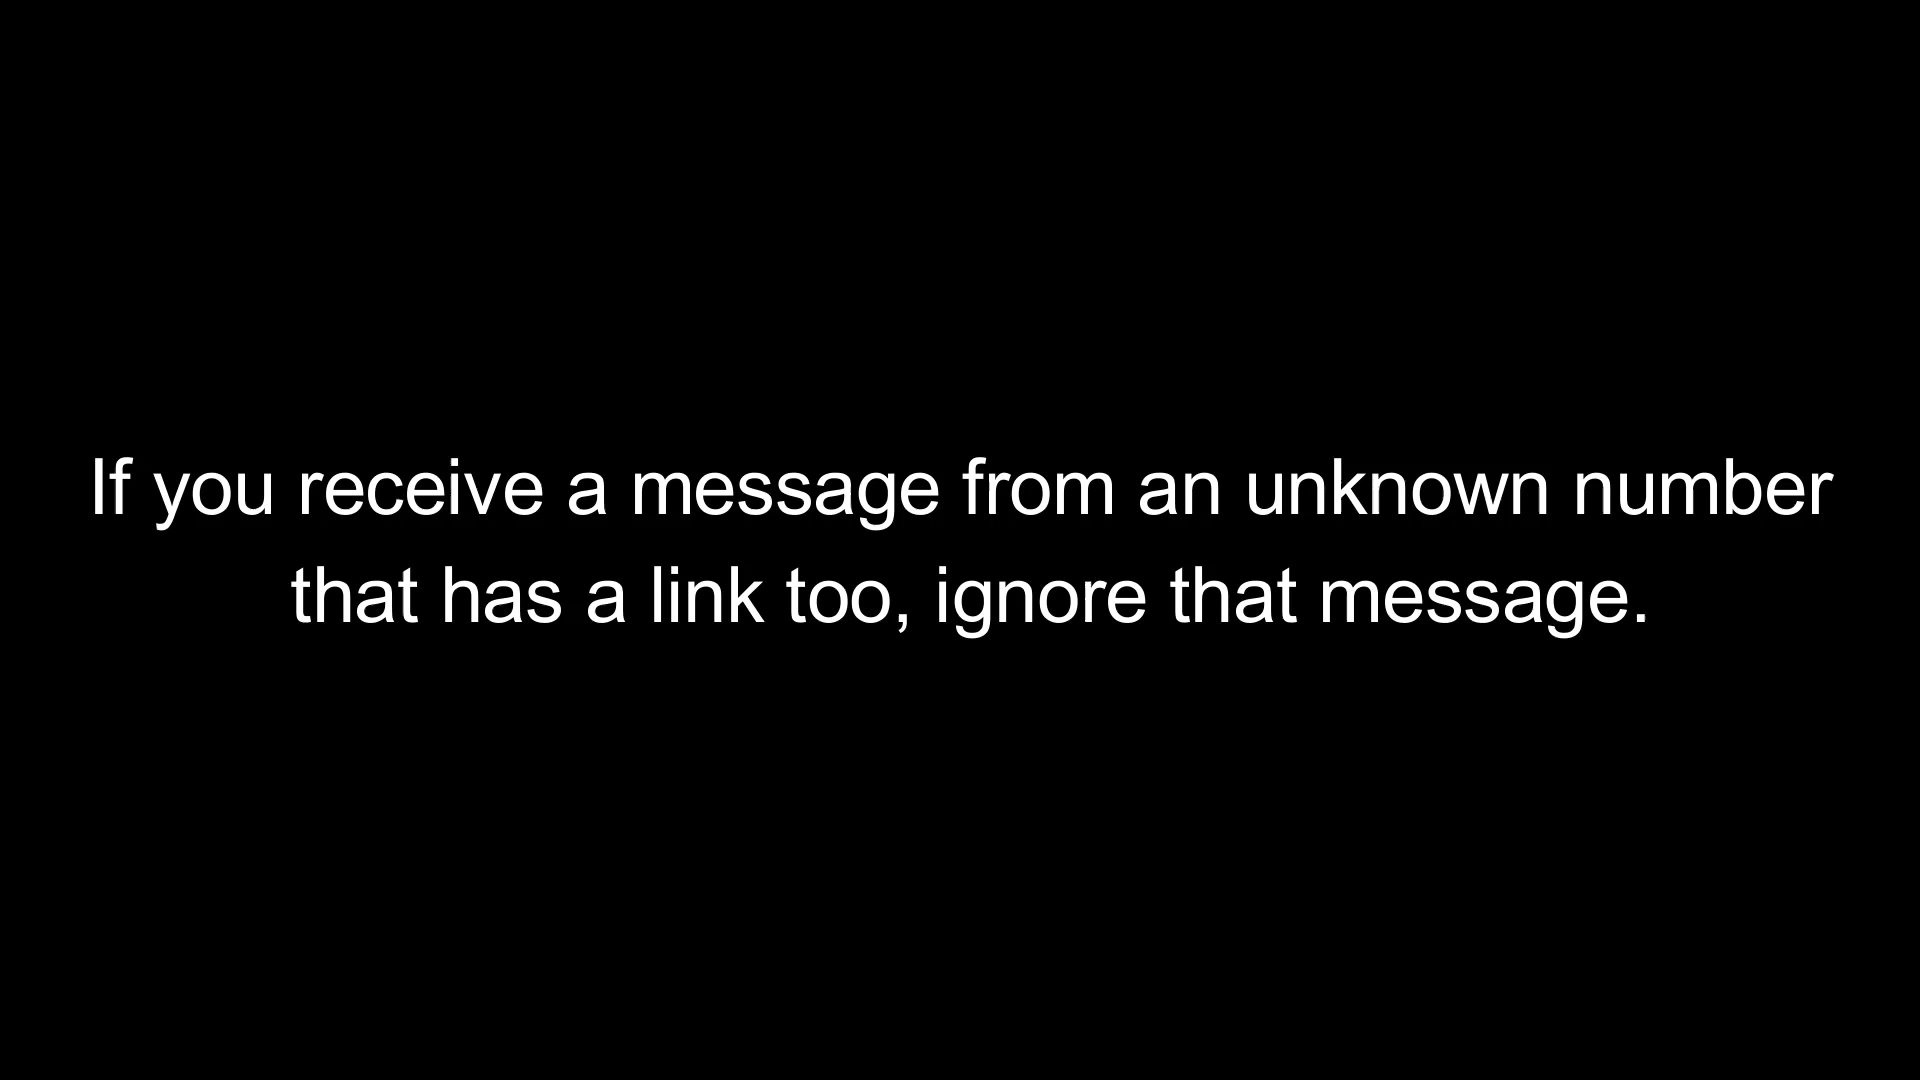 If you receive a message from an unknown number
that has a link too, ignore that message.